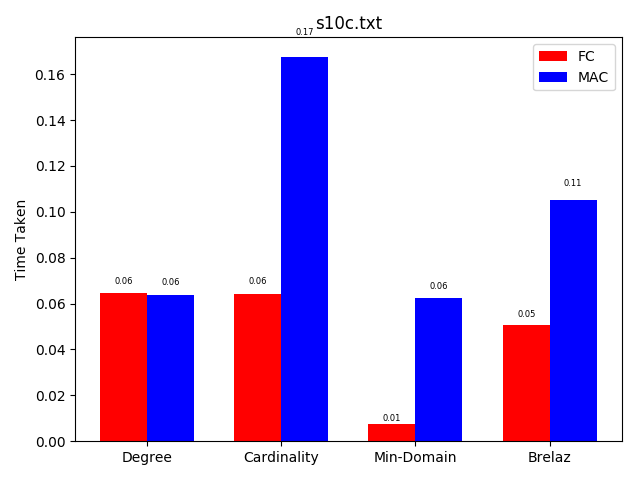 s10c.txt
0.17
FC
MAC
0.16
0.14
0.12
0.11
0.10
0.08
0.06
0.06
0.06
0.06
0.06
0.05
0.04
0.02
0.01
0.00
Time Taken
Degree
Cardinality
Min-Domain
Brelaz